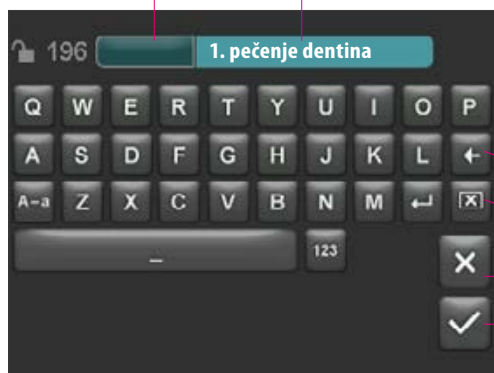 196 1. pečenje dentina
Q W E R T Y U I O P
A S D F G H J K L
A-a Z X C V B N M
_ 123